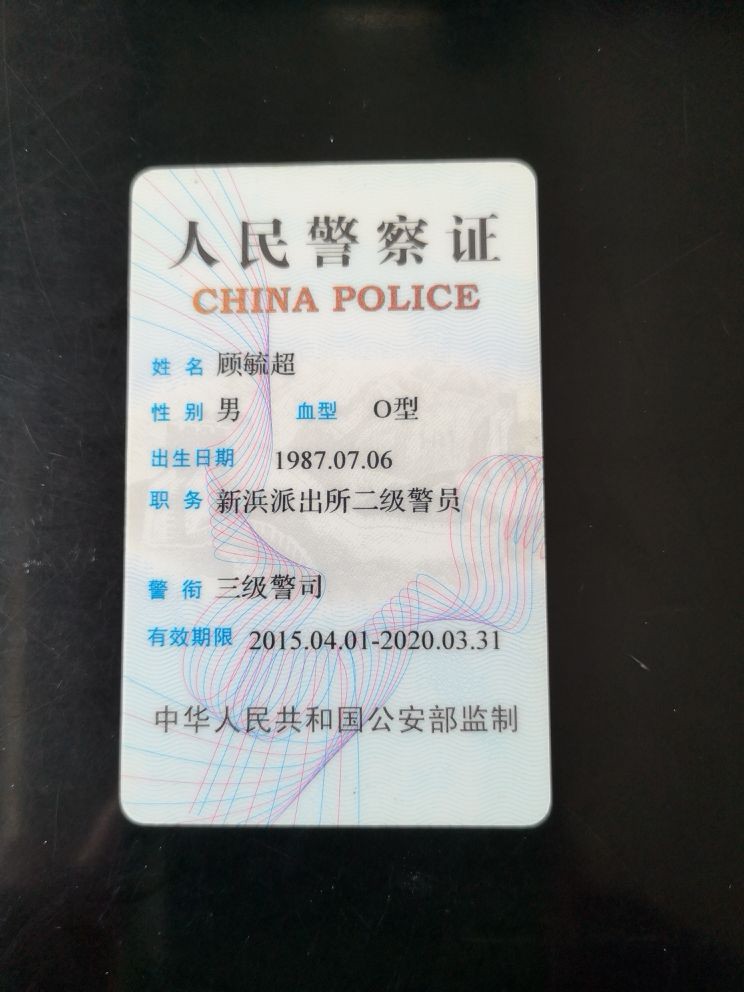 人民警察证
CHINA POLICE
姓名 顾毓超
性别 男 血型 O型
出生日期 1987.07.06
职务 新浜派出所二级警员
警衔 三级警司
有效期限 2015.04.01-2020.03.31
中华人民共和国公安部监制